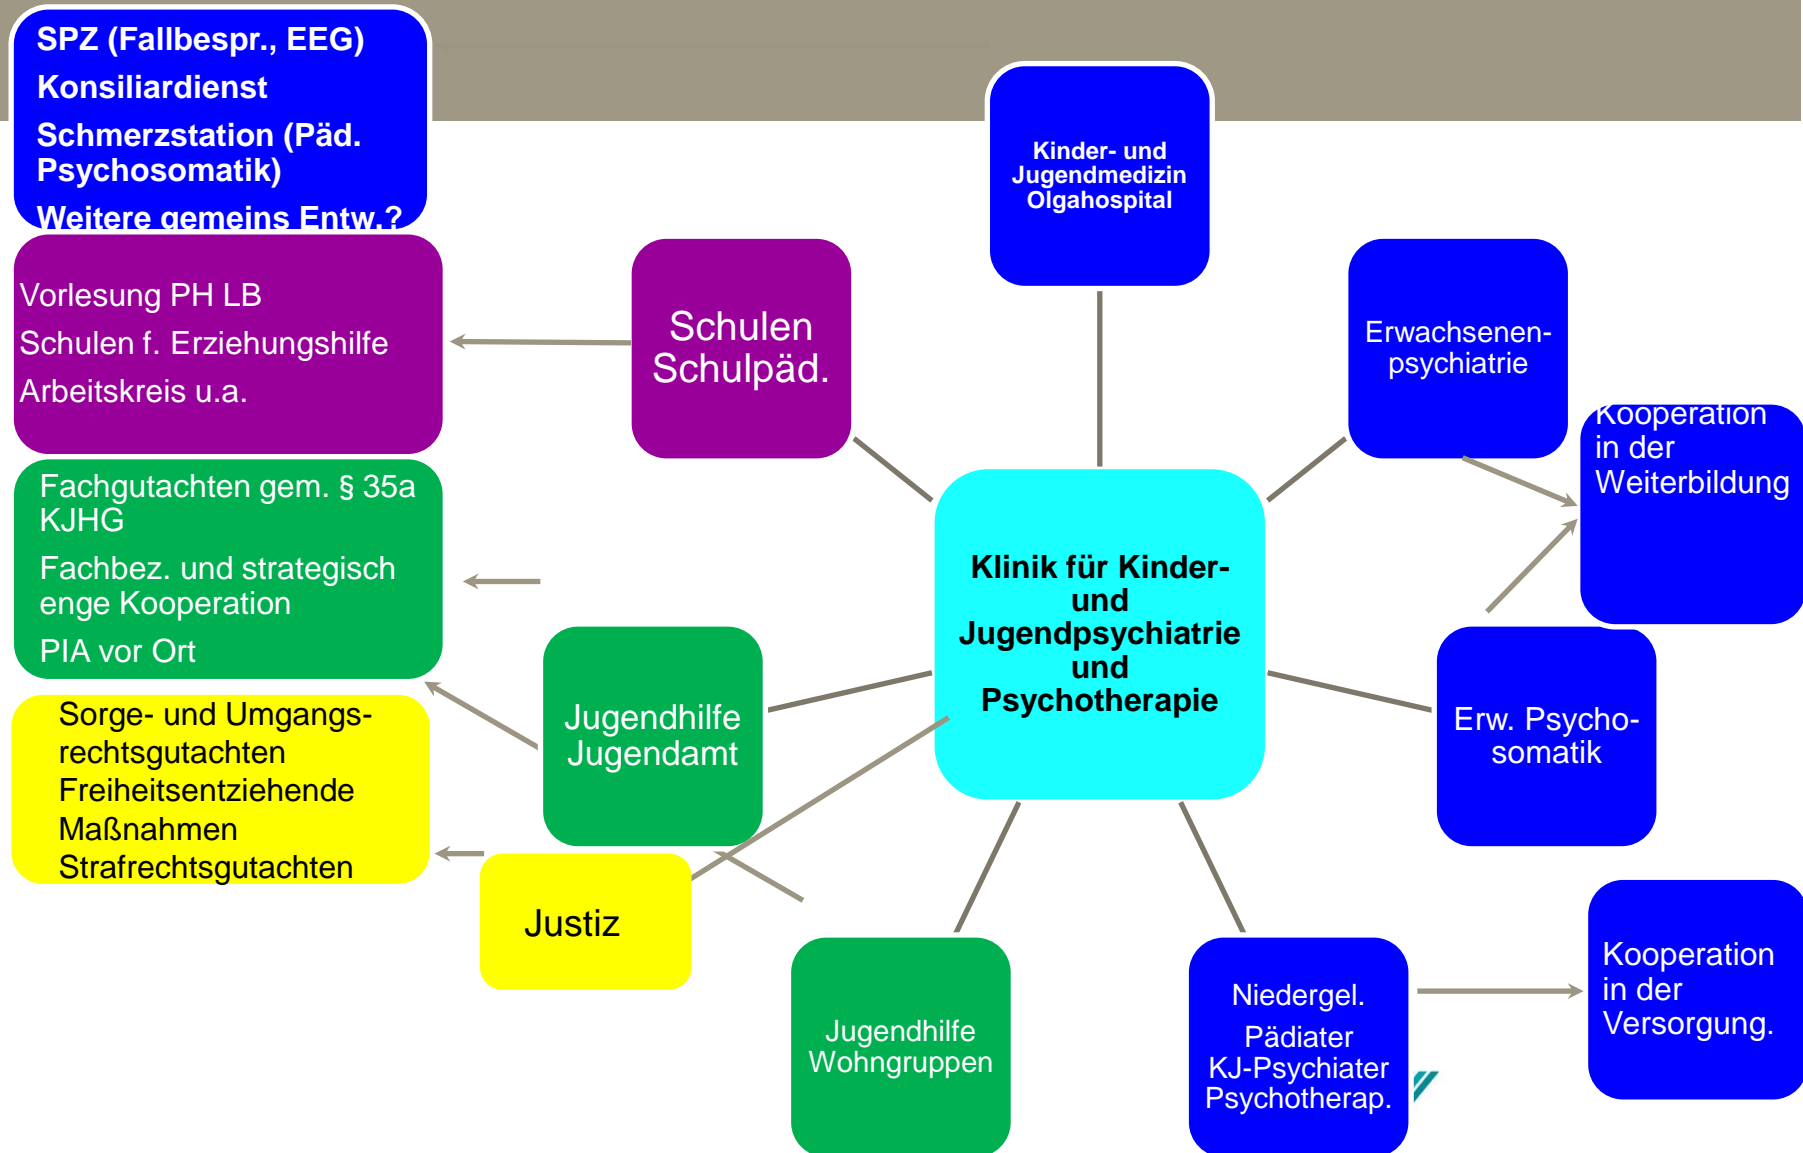 SPZ (Fallbespr., EEG)
Konsiliardienst
Schmerzstation (Päd.
Psychosomatik)
Weitere gemeins Entw.?
Kinder- und
Jugendmedizin
Olgahospital
Vorlesung PH LB
Schulen f. Erziehungshilfe
Arbeitskreis u.a.
Schulen
Schulpäd.
Erwachsenen-
psychiatrie
Kooperation
in der
Weiterbildung
Fachgutachten gem. § 35a
KJHG
Fachbez. und strategisch
enge Kooperation
PIA vor Ort
Klinik für Kinder-
und
Jugendpsychiatrie
und
Psychotherapie
Jugendhilfe
Jugendamt
Erw. Psycho-
somatik
Sorge- und Umgangs-
rechtsgutachten
Freiheitsentziehende
Maßnahmen
Strafrechtsgutachten
Justiz
Jugendhilfe
Wohngruppen
Niedergel.
Pädiater
KJ-Psychiater
Psychotherap.
Kooperation
in der
Versorgung.